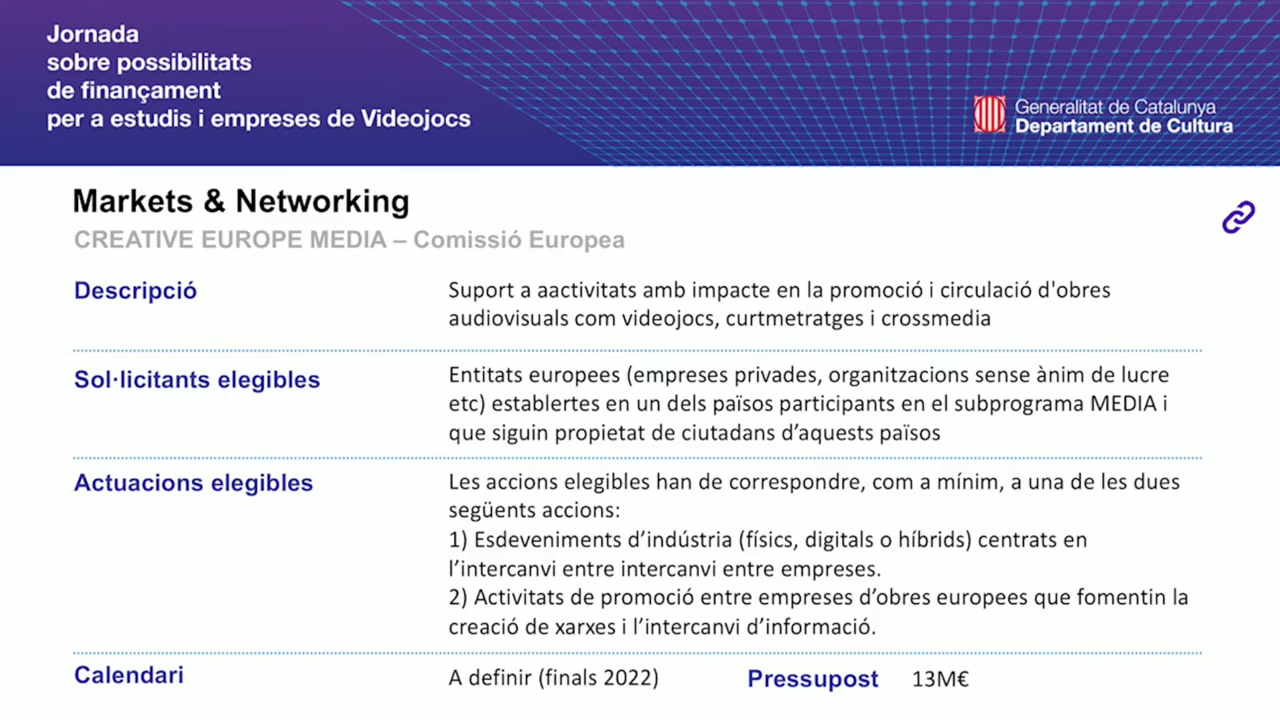 Jornada
sobre possibilitats
de finançament
per a estudis i empreses de Videojocs
Generalitat de Catalunya
Departament de Cultura
Markets & Networking
CREATIVE EUROPE MEDIA – Comissió Europea
Descripció
Suport a aactivitats amb impacte en la promoció i circulació d'obres
audiovisuals com videojocs, curtmetratges i crossmedia
Sol·licitants elegibles
Entitats europees (empreses privades, organitzacions sense ànim de lucre
etc) establertes en un dels països participants en el subprograma MEDIA i
que siguin propietat de ciutadans d’aquests països
Actuacions elegibles
Les accions elegibles han de correspondre, com a mínim, a una de les dues
següents accions:
1) Esdeveniments d’indústria (físics, digitals o híbrids) centrats en
l’intercanvi entre intercanvi entre empreses.
2) Activitats de promoció entre empreses d’obres europees que fomentin la
creació de xarxes i l’intercanvi d’informació.
Calendari
A definir (finals 2022)
Pressupost
13M€